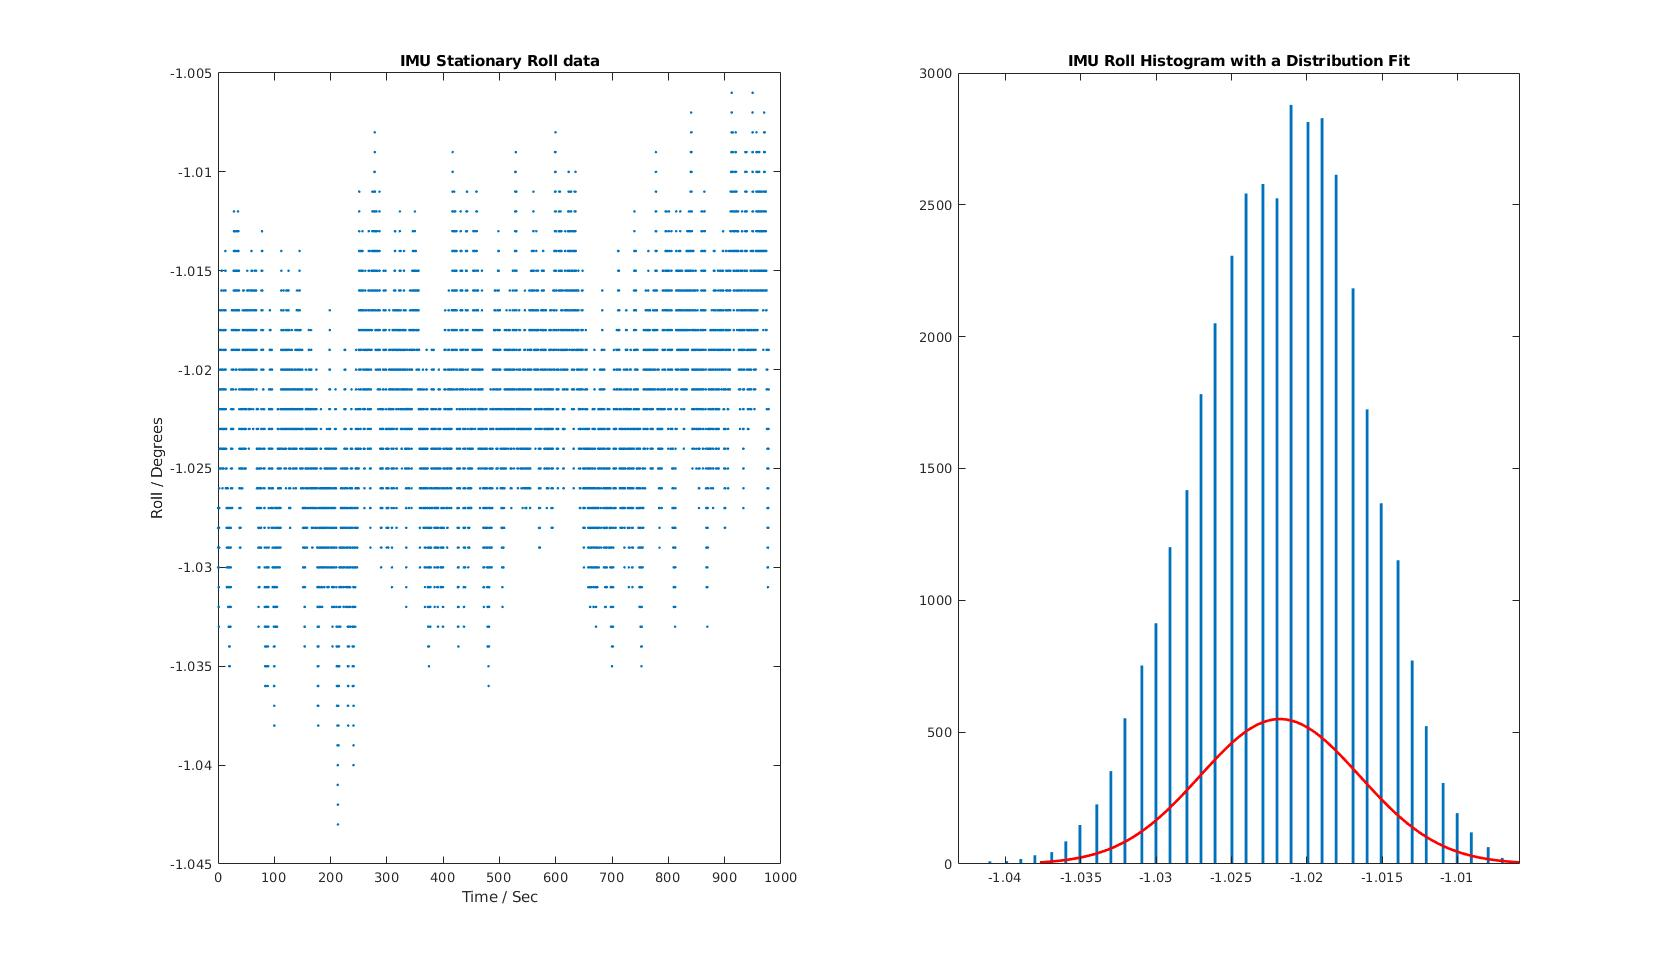 IMU Stationary Roll data
-1.005
-1.01
-1.015
-1.02
-1.025
-1.03
-1.035
-1.04
-1.045
Roll / Degrees
0 100 200 300 400 500 600 700 800 900 1000
Time / Sec
IMU Roll Histogram with a Distribution Fit
3000
2500
2000
1500
1000
500
0
-1.04 -1.035 -1.03 -1.025 -1.02 -1.015 -1.01